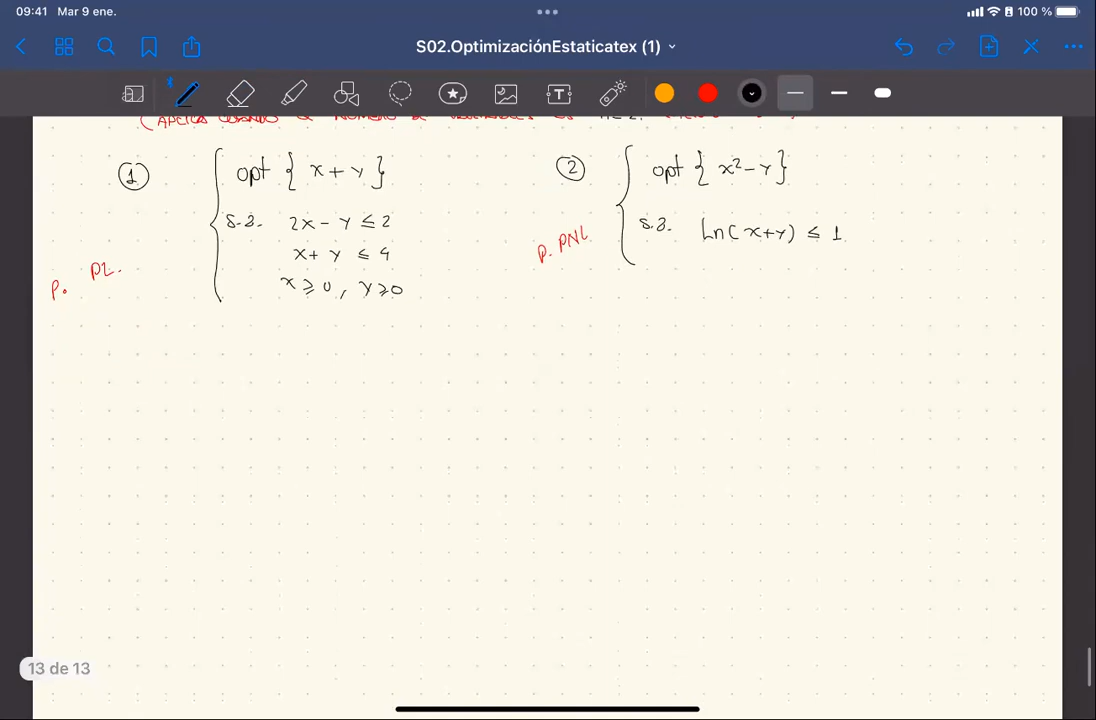 09:41 Mar 9 ene.
100 %
S02.OptimizaciónEstaticatex (1)
① opt { x + y }
s.a. 2x - y ≤ 2
x + y ≤ 4
x ≥ 0, y ≥ 0
P. PL.
② opt { x² - y }
s.a. Ln(x+y) ≤ 1
P. PNL
13 de 13